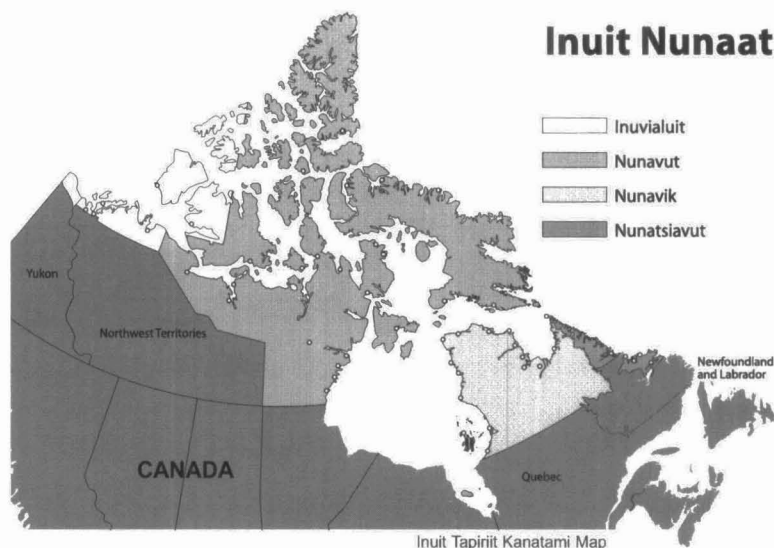 Inuit Nunaat
Inuvialuit
Nunavut
Nunavik
Nunatsiavut
Yukon
Northwest Territories
Newfoundland
and Labrador
CANADA
Quebec
Inuit Tapiriit Kanatami Map